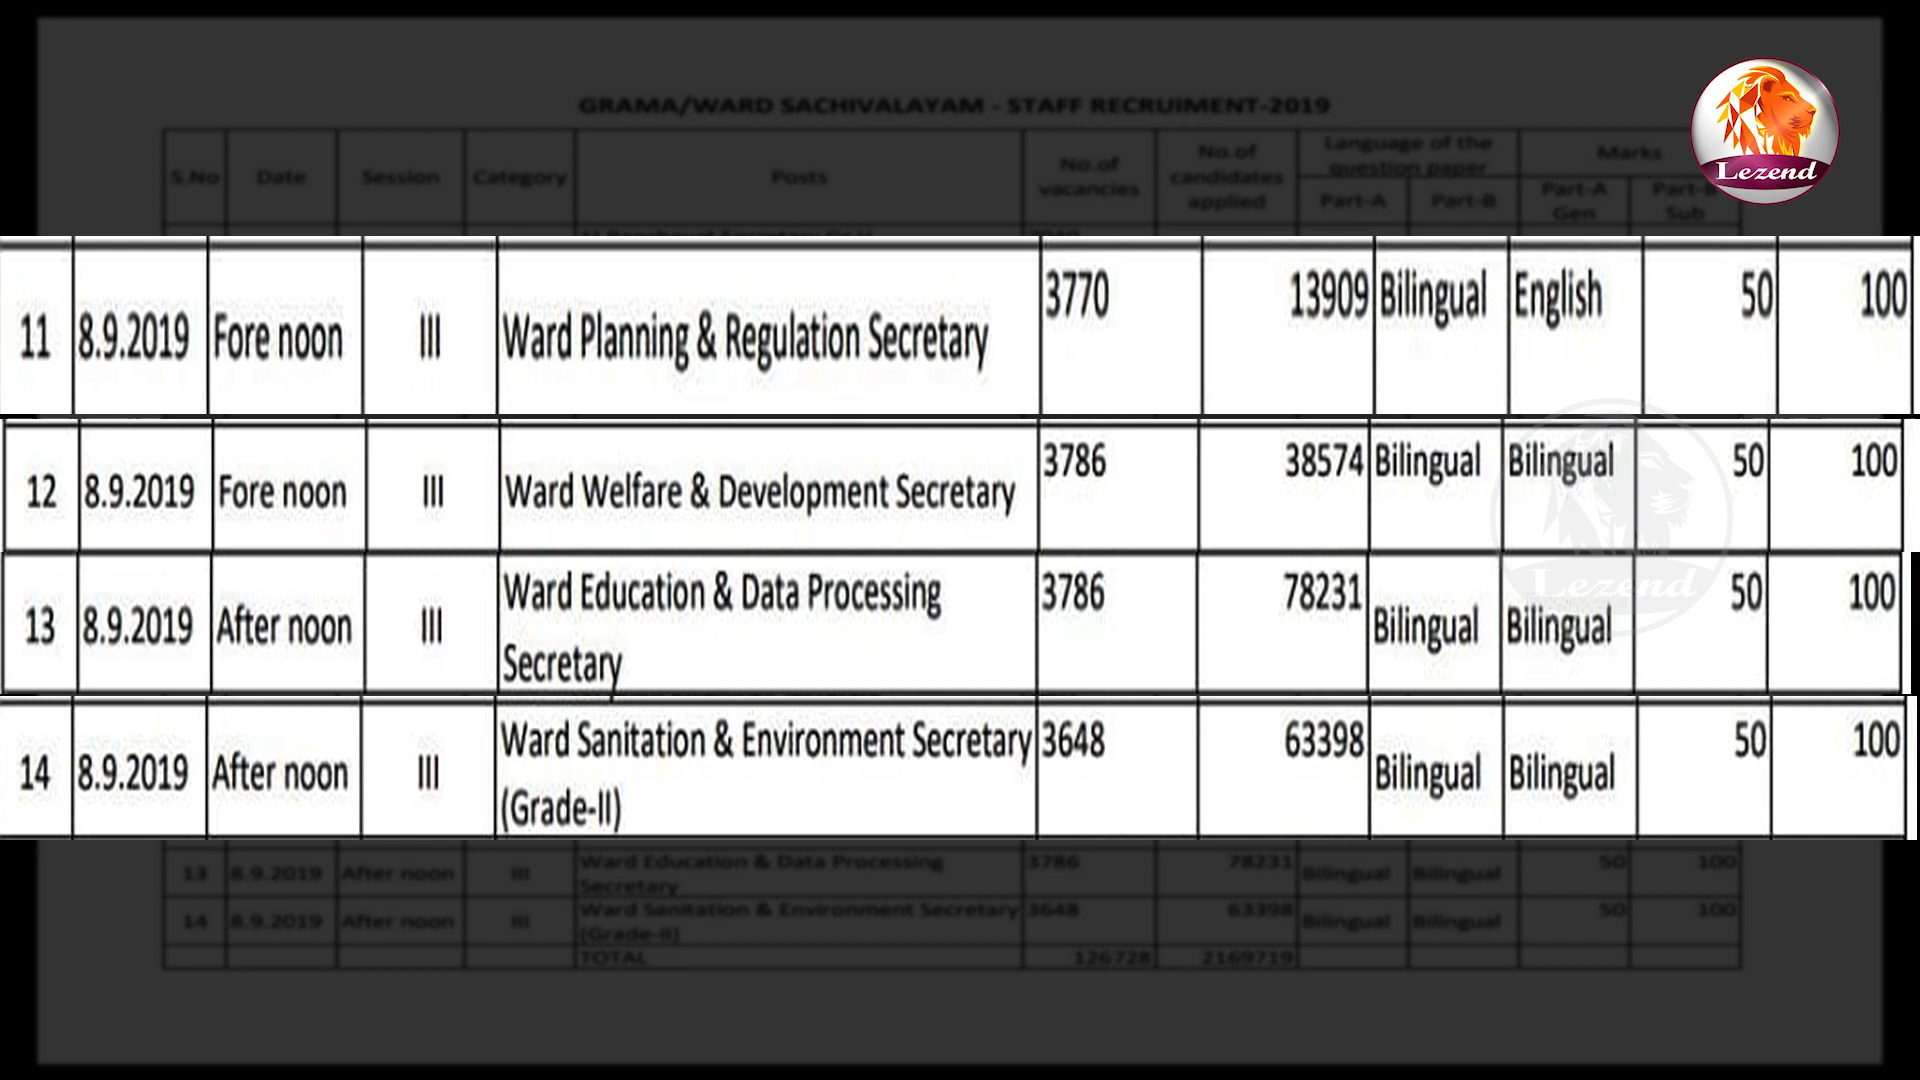 GRAMA/WARD SACHIVALAYAM - STAFF RECRUIMENT-2019
S.No Date Session Category Posts No.of vacancies No.of candidates applied Language of the question paper Marks
Part-A Part-B Part-A Gen Part-B Sub
Lezend
11 8.9.2019 Fore noon III Ward Planning & Regulation Secretary 3770 13909 Bilingual English 50 100
12 8.9.2019 Fore noon III Ward Welfare & Development Secretary 3786 38574 Bilingual Bilingual 50 100
Lezend
13 8.9.2019 After noon III Ward Education & Data Processing 3786 78231 Bilingual Bilingual 50 100
Secretary
14 8.9.2019 After noon III Ward Sanitation & Environment Secretary 3648 63398 Bilingual Bilingual 50 100
(Grade-II)
13 8.9.2019 After noon III Ward Education & Data Processing 3786 78231 Bilingual Bilingual 50 100
Secretary
14 8.9.2019 After noon III Ward Sanitation & Environment Secretary 3648 63398 Bilingual Bilingual 50 100
(Grade-II)
TOTAL 126728 2169719